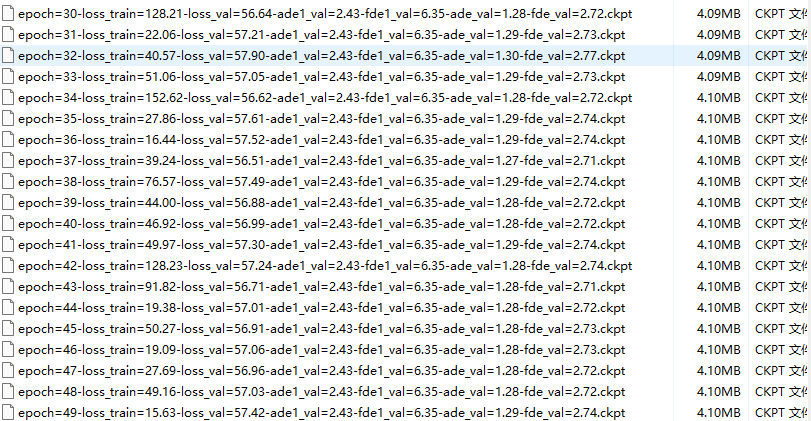 epoch=30-loss_train=128.21-loss_val=56.64-ade1_val=2.43-fde1_val=6.35-ade_val=1.28-fde_val=2.72.ckpt 4.09MB CKPT 文件
epoch=31-loss_train=22.06-loss_val=57.21-ade1_val=2.43-fde1_val=6.35-ade_val=1.29-fde_val=2.73.ckpt 4.09MB CKPT 文件
epoch=32-loss_train=40.57-loss_val=57.90-ade1_val=2.43-fde1_val=6.35-ade_val=1.30-fde_val=2.77.ckpt 4.09MB CKPT 文件
epoch=33-loss_train=51.06-loss_val=57.05-ade1_val=2.43-fde1_val=6.35-ade_val=1.29-fde_val=2.73.ckpt 4.09MB CKPT 文件
epoch=34-loss_train=152.62-loss_val=56.62-ade1_val=2.43-fde1_val=6.35-ade_val=1.28-fde_val=2.72.ckpt 4.10MB CKPT 文件
epoch=35-loss_train=27.86-loss_val=57.61-ade1_val=2.43-fde1_val=6.35-ade_val=1.29-fde_val=2.74.ckpt 4.10MB CKPT 文件
epoch=36-loss_train=16.44-loss_val=57.52-ade1_val=2.43-fde1_val=6.35-ade_val=1.29-fde_val=2.74.ckpt 4.10MB CKPT 文件
epoch=37-loss_train=39.24-loss_val=56.51-ade1_val=2.43-fde1_val=6.35-ade_val=1.27-fde_val=2.71.ckpt 4.10MB CKPT 文件
epoch=38-loss_train=76.57-loss_val=57.49-ade1_val=2.43-fde1_val=6.35-ade_val=1.29-fde_val=2.74.ckpt 4.10MB CKPT 文件
epoch=39-loss_train=44.00-loss_val=56.88-ade1_val=2.43-fde1_val=6.35-ade_val=1.28-fde_val=2.72.ckpt 4.10MB CKPT 文件
epoch=40-loss_train=46.92-loss_val=56.99-ade1_val=2.43-fde1_val=6.35-ade_val=1.28-fde_val=2.72.ckpt 4.10MB CKPT 文件
epoch=41-loss_train=49.97-loss_val=57.30-ade1_val=2.43-fde1_val=6.35-ade_val=1.29-fde_val=2.74.ckpt 4.10MB CKPT 文件
epoch=42-loss_train=128.23-loss_val=57.24-ade1_val=2.43-fde1_val=6.35-ade_val=1.28-fde_val=2.74.ckpt 4.10MB CKPT 文件
epoch=43-loss_train=91.82-loss_val=56.71-ade1_val=2.43-fde1_val=6.35-ade_val=1.28-fde_val=2.71.ckpt 4.10MB CKPT 文件
epoch=44-loss_train=19.38-loss_val=57.01-ade1_val=2.43-fde1_val=6.35-ade_val=1.28-fde_val=2.72.ckpt 4.10MB CKPT 文件
epoch=45-loss_train=50.27-loss_val=56.91-ade1_val=2.43-fde1_val=6.35-ade_val=1.28-fde_val=2.73.ckpt 4.10MB CKPT 文件
epoch=46-loss_train=19.09-loss_val=57.06-ade1_val=2.43-fde1_val=6.35-ade_val=1.28-fde_val=2.73.ckpt 4.10MB CKPT 文件
epoch=47-loss_train=27.69-loss_val=56.96-ade1_val=2.43-fde1_val=6.35-ade_val=1.28-fde_val=2.72.ckpt 4.10MB CKPT 文件
epoch=48-loss_train=49.16-loss_val=57.03-ade1_val=2.43-fde1_val=6.35-ade_val=1.28-fde_val=2.72.ckpt 4.10MB CKPT 文件
epoch=49-loss_train=15.63-loss_val=57.42-ade1_val=2.43-fde1_val=6.35-ade_val=1.29-fde_val=2.74.ckpt 4.10MB CKPT 文件